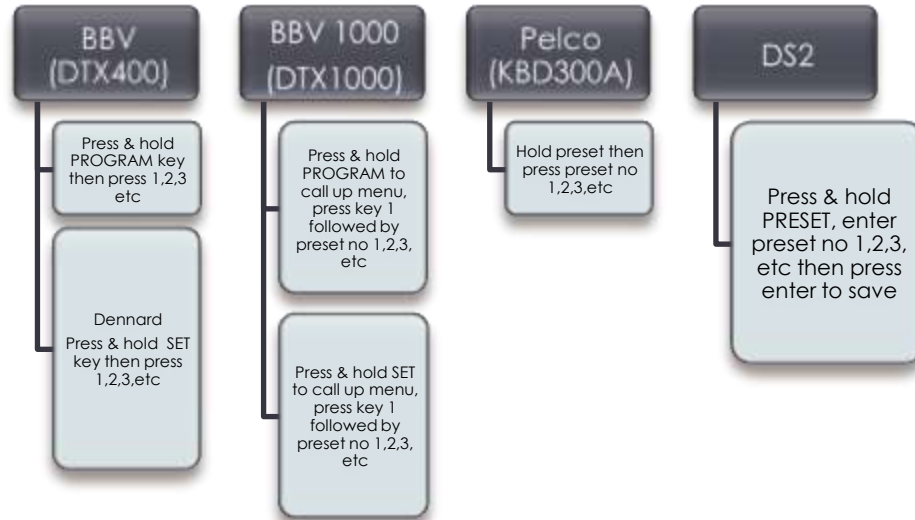 BBV
(DTX400)
Press & hold
PROGRAM key
then press 1,2,3
etc
Dennard
Press & hold SET
key then press
1,2,3,etc
BBV 1000
(DTX1000)
Press & hold
PROGRAM to
call up menu,
press key 1
followed by
preset no 1,2,3,
etc
Press & hold SET
to call up menu,
press key 1
followed by
preset no 1,2,3,
etc
Pelco
(KBD300A)
Hold preset then
press preset no
1,2,3,etc
DS2
Press & hold
PRESET, enter
preset no 1,2,3,
etc then press
enter to save